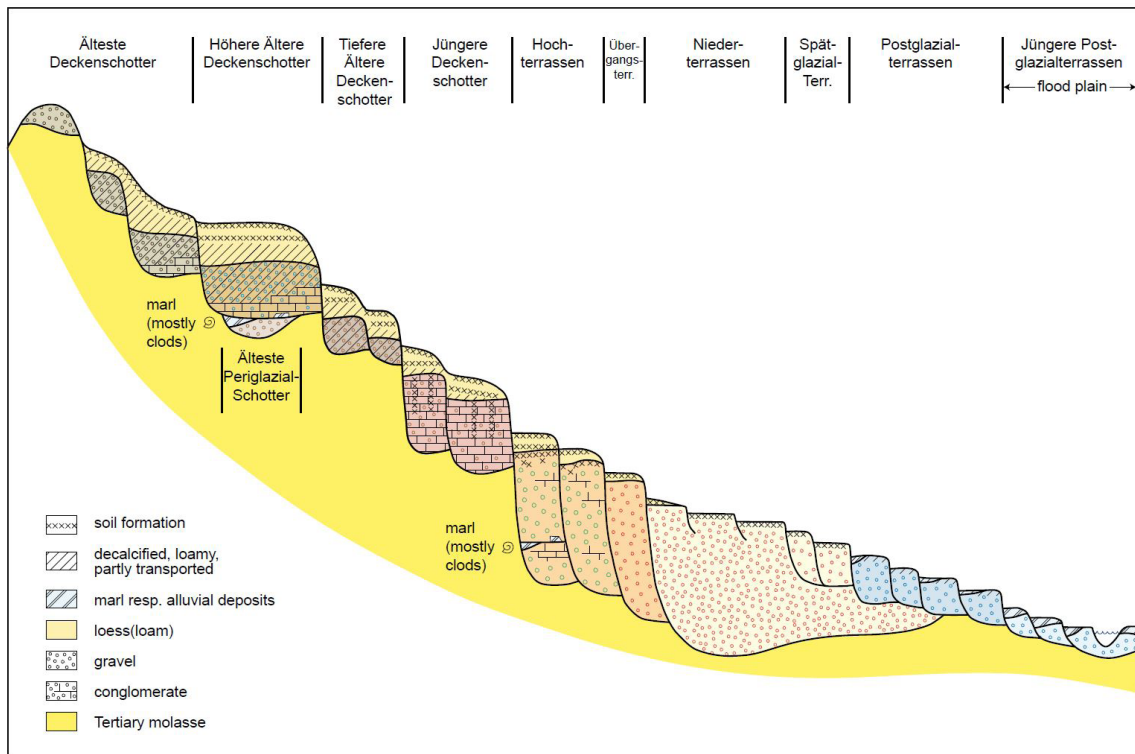 Älteste
Deckenschotter
Höhere Ältere
Deckenschotter
Tiefere
Ältere
Decken-
schotter
Jüngere
Decken-
schotter
Hoch-
terrassen
Über-
gangs-
terr.
Nieder-
terrassen
Spät-
glazial-
Terr.
Postglazial-
terrassen
Jüngere Post-
glazialterrassen
flood plain
marl
(mostly
clods)
Älteste
Periglazial-
Schotter
marl
(mostly
clods)
soil formation
decalcified, loamy,
partly transported
marl resp. alluvial deposits
loess(loam)
gravel
conglomerate
Tertiary molasse